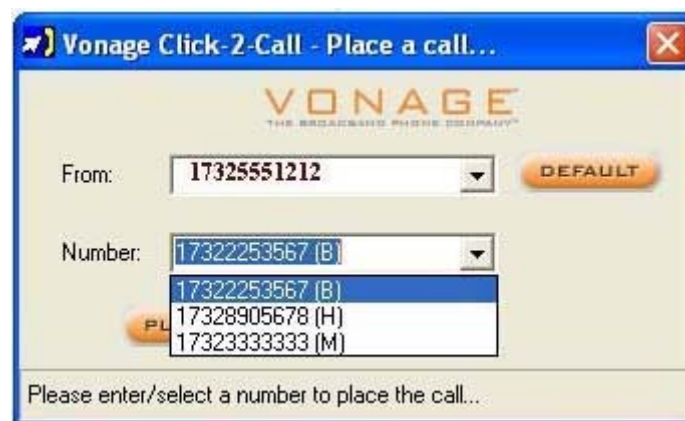 Vonage Click-2-Call - Place a call...
VONAGE
THE BROADBAND PHONE COMPANY
From: 17325551212 DEFAULT
Number: 17322253567 (B)
17322253567 (B)
17328905678 (H)
17323333333 (M)
Please enter/select a number to place the call...